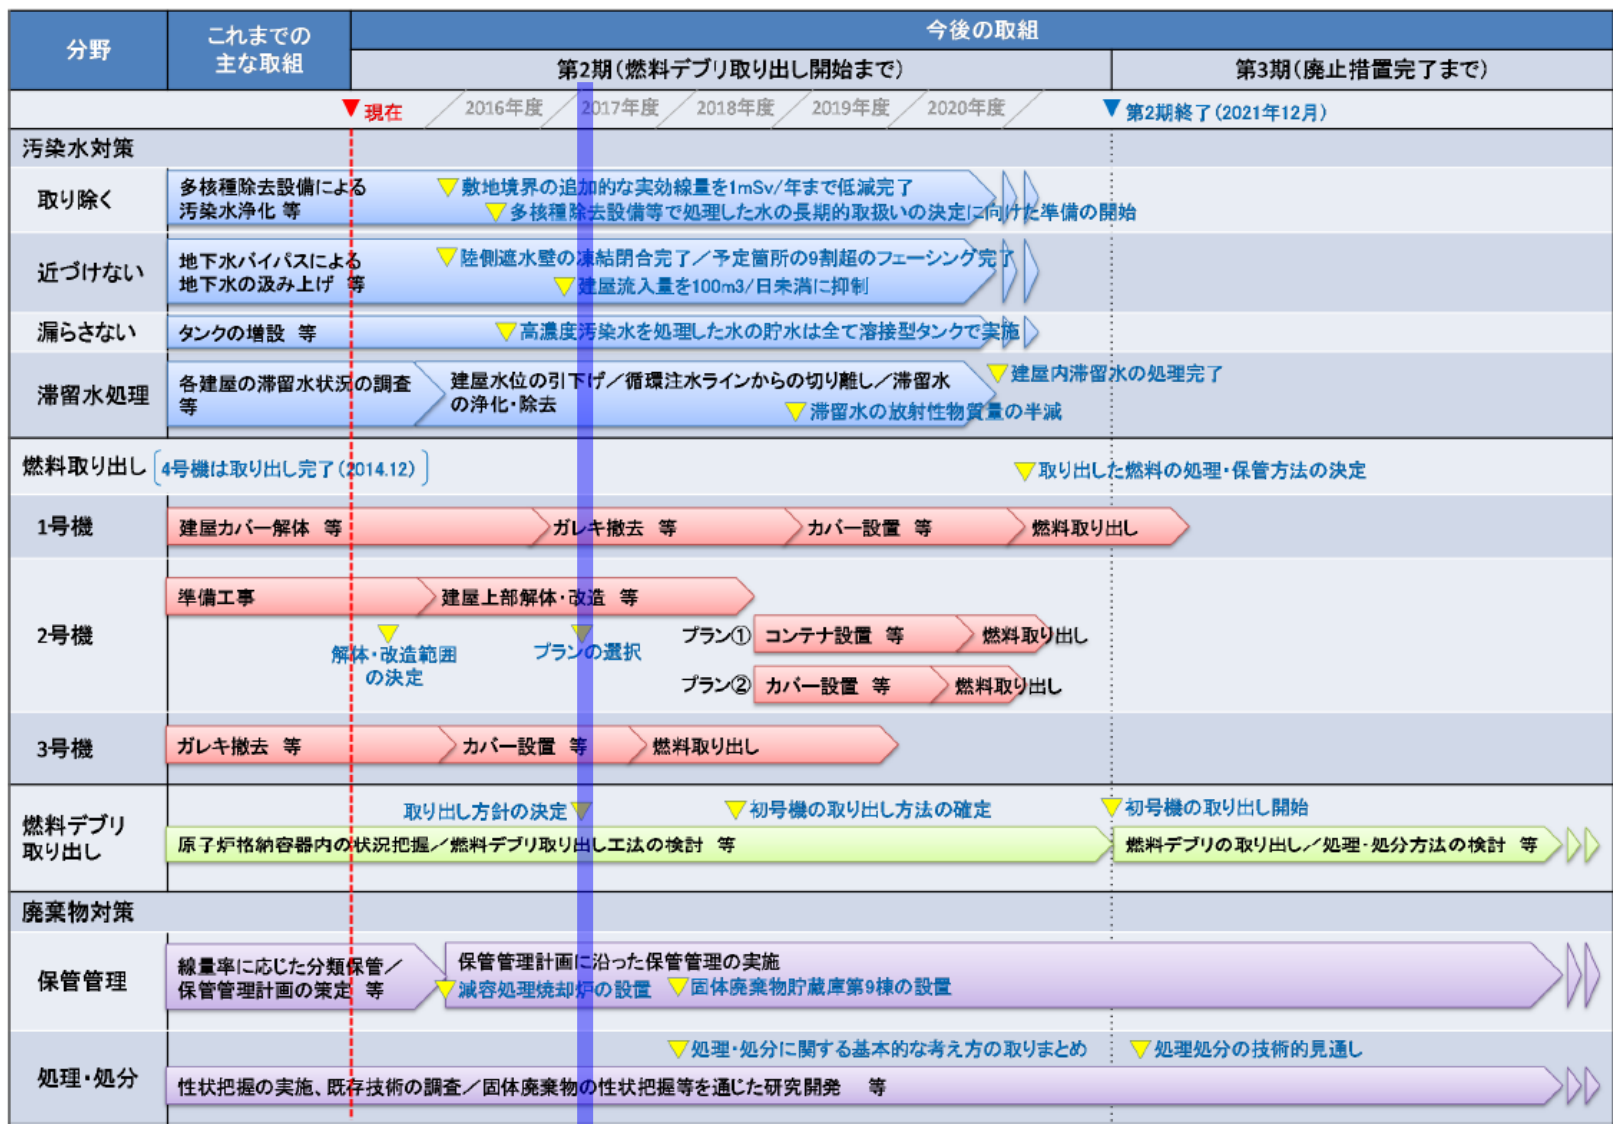 分野
これまでの
主な取組
今後の取組
第2期(燃料デブリ取り出し開始まで)
第3期(廃止措置完了まで)
現在
2016年度
2017年度
2018年度
2019年度
2020年度
第2期終了(2021年12月)
汚染水対策
取り除く
多核種除去設備による
汚染水浄化 等
敷地境界の追加的な実効線量を1mSv/年まで低減完了
多核種除去設備等で処理した水の長期的取扱いの決定に向けた準備の開始
近づけない
地下水バイパスによる
地下水の汲み上げ 等
陸側遮水壁の凍結閉合完了/予定箇所の9割超のフェーシング完了
建屋流入量を100m3/日未満に抑制
漏らさない
タンクの増設 等
高濃度汚染水を処理した水の貯水は全て溶接型タンクで実施
滞留水処理
各建屋の滞留水状況の調査
等
建屋水位の引下げ/循環注水ラインからの切り離し/滞留水
の浄化・除去
建屋内滞留水の処理完了
滞留水の放射性物質量の半減
燃料取り出し
4号機は取り出し完了(2014.12)
取り出した燃料の処理・保管方法の決定
1号機
建屋カバー解体 等
ガレキ撤去 等
カバー設置 等
燃料取り出し
2号機
準備工事
建屋上部解体・改造 等
解体・改造範囲
の決定
プランの選択
プラン①
コンテナ設置 等
燃料取り出し
プラン②
カバー設置 等
燃料取り出し
3号機
ガレキ撤去 等
カバー設置 等
燃料取り出し
燃料デブリ
取り出し
取り出し方針の決定
初号機の取り出し方法の確定
初号機の取り出し開始
原子炉格納容器内の状況把握/燃料デブリ取り出し工法の検討 等
燃料デブリの取り出し/処理・処分方法の検討 等
廃棄物対策
保管管理
線量率に応じた分類保管/
保管管理計画の策定 等
保管管理計画に沿った保管管理の実施
減容処理焼却炉の設置
固体廃棄物貯蔵庫第9棟の設置
処理・処分
処理・処分に関する基本的な考え方の取りまとめ
処理処分の技術的見通し
性状把握の実施、既存技術の調査/固体廃棄物の性状把握等を通じた研究開発 等